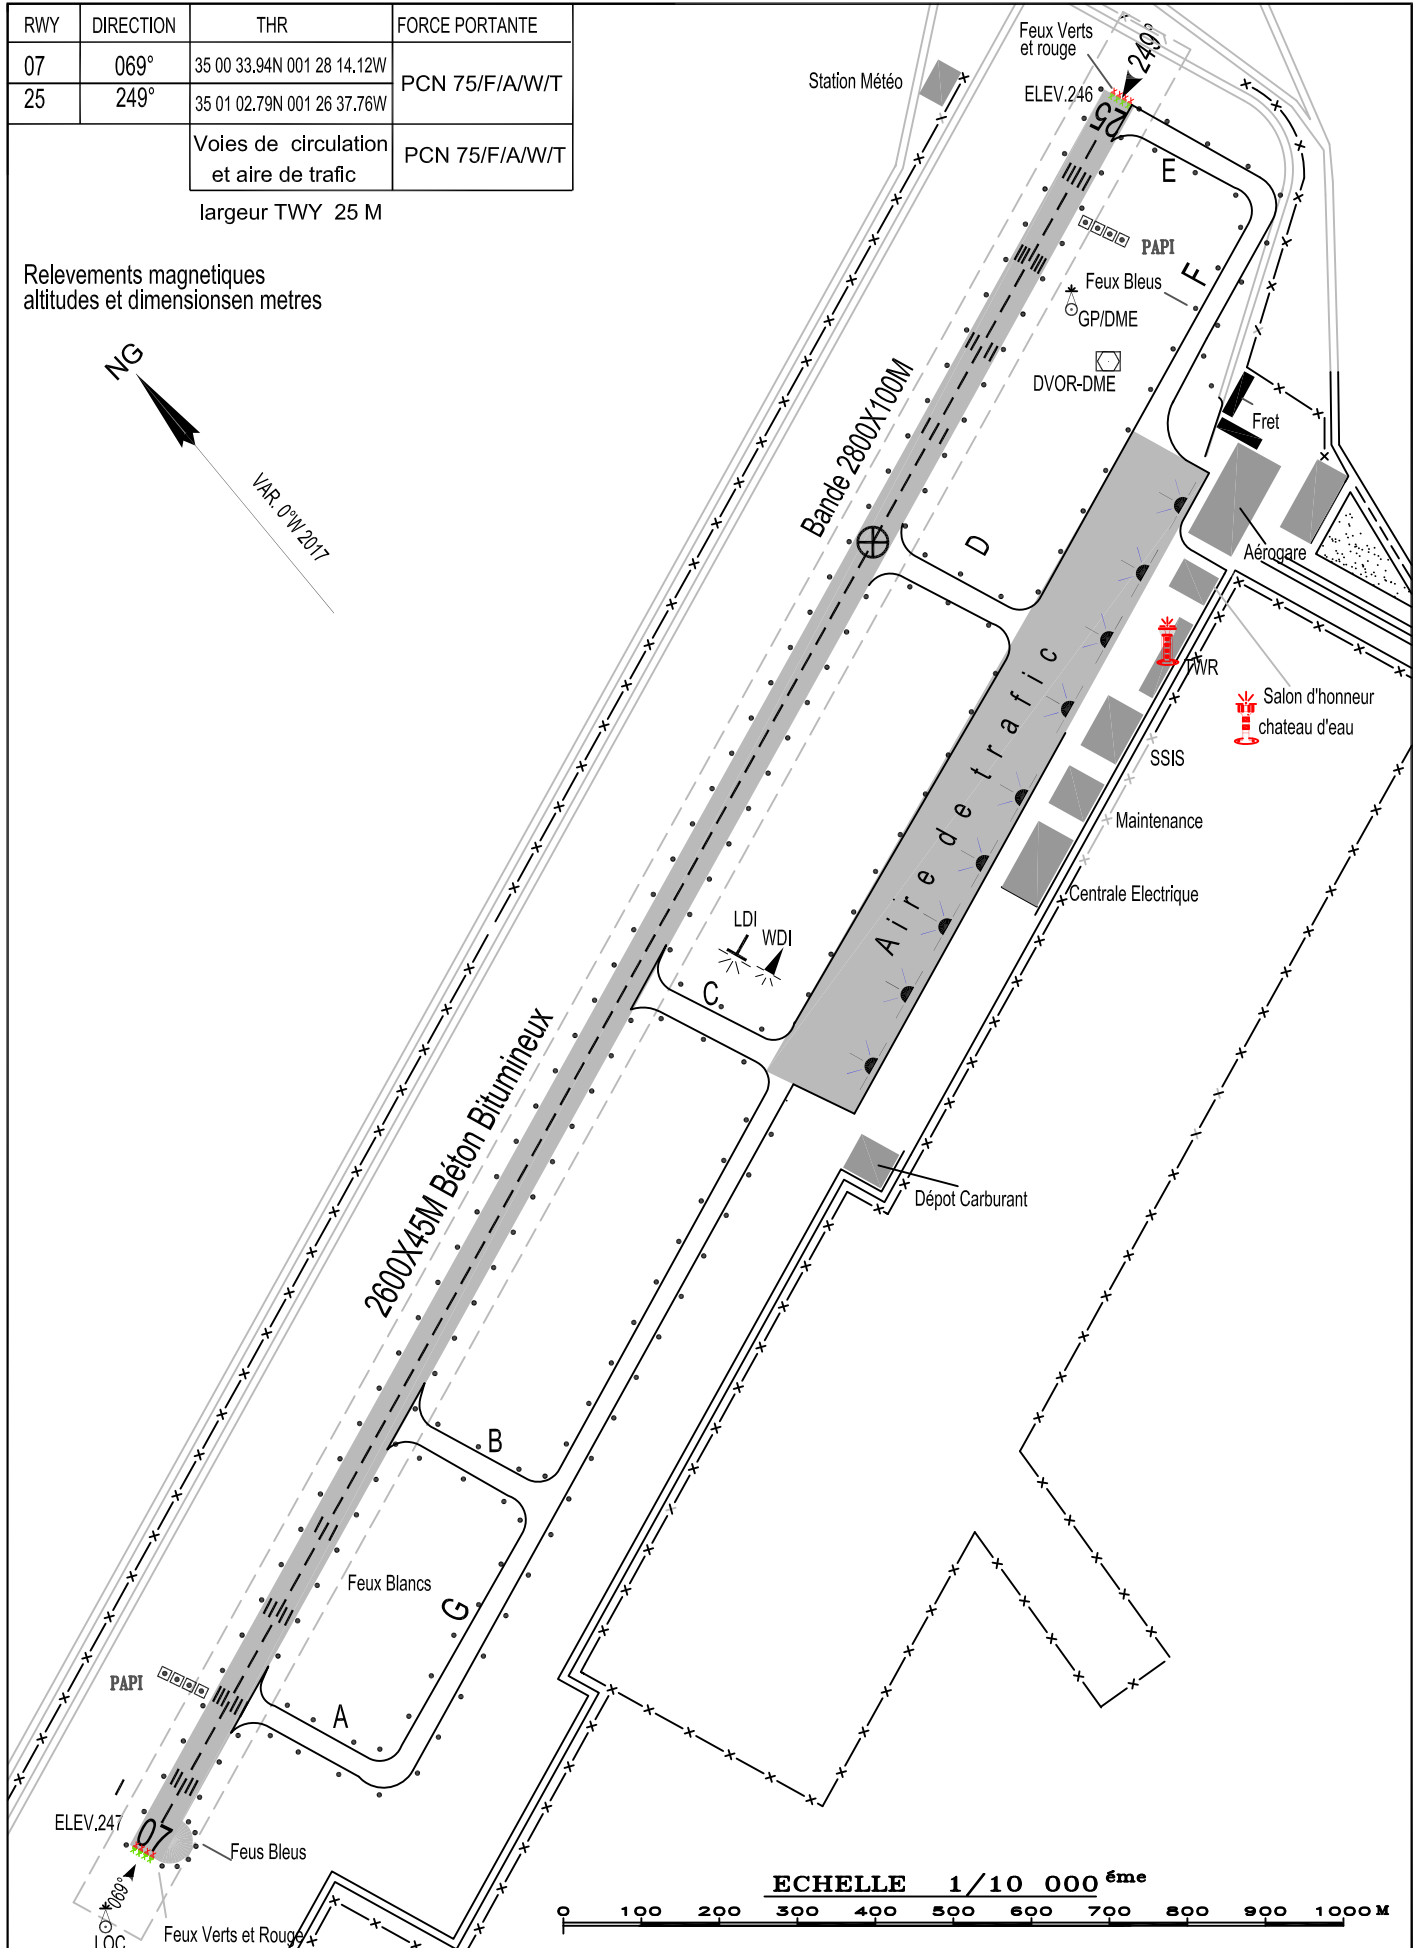 RWY DIRECTION THR FORCE PORTANTE
07 069° 35 00 33.94N 001 28 14.12W PCN 75/F/A/W/T
25 249° 35 01 02.79N 001 26 37.76W
Voies de circulation
et aire de trafic
PCN 75/F/A/W/T
largeur TWY 25 M
Relevements magnetiques
altitudes et dimensionsen metres
NG
VAR. 0°W 2017
Station Météo
Feux Verts
et rouge
249°
ELEV.246
25
E
PAPI
F
Feux Bleus
GP/DME
DVOR-DME
Fret
Bande 2800X100M
D
Aérogare
Aire de trafic
TWR
Salon d'honneur
chateau d'eau
SSIS
Maintenance
Centrale Electrique
LDI
WDI
C
2600X45M Béton Bitumineux
Dépot Carburant
B
Feux Blancs
G
PAPI
A
ELEV.247
07
Feus Bleus
069°
LOC
Feux Verts et Rouge
ECHELLE 1/10 000 éme
0 100 200 300 400 500 600 700 800 900 1000 M